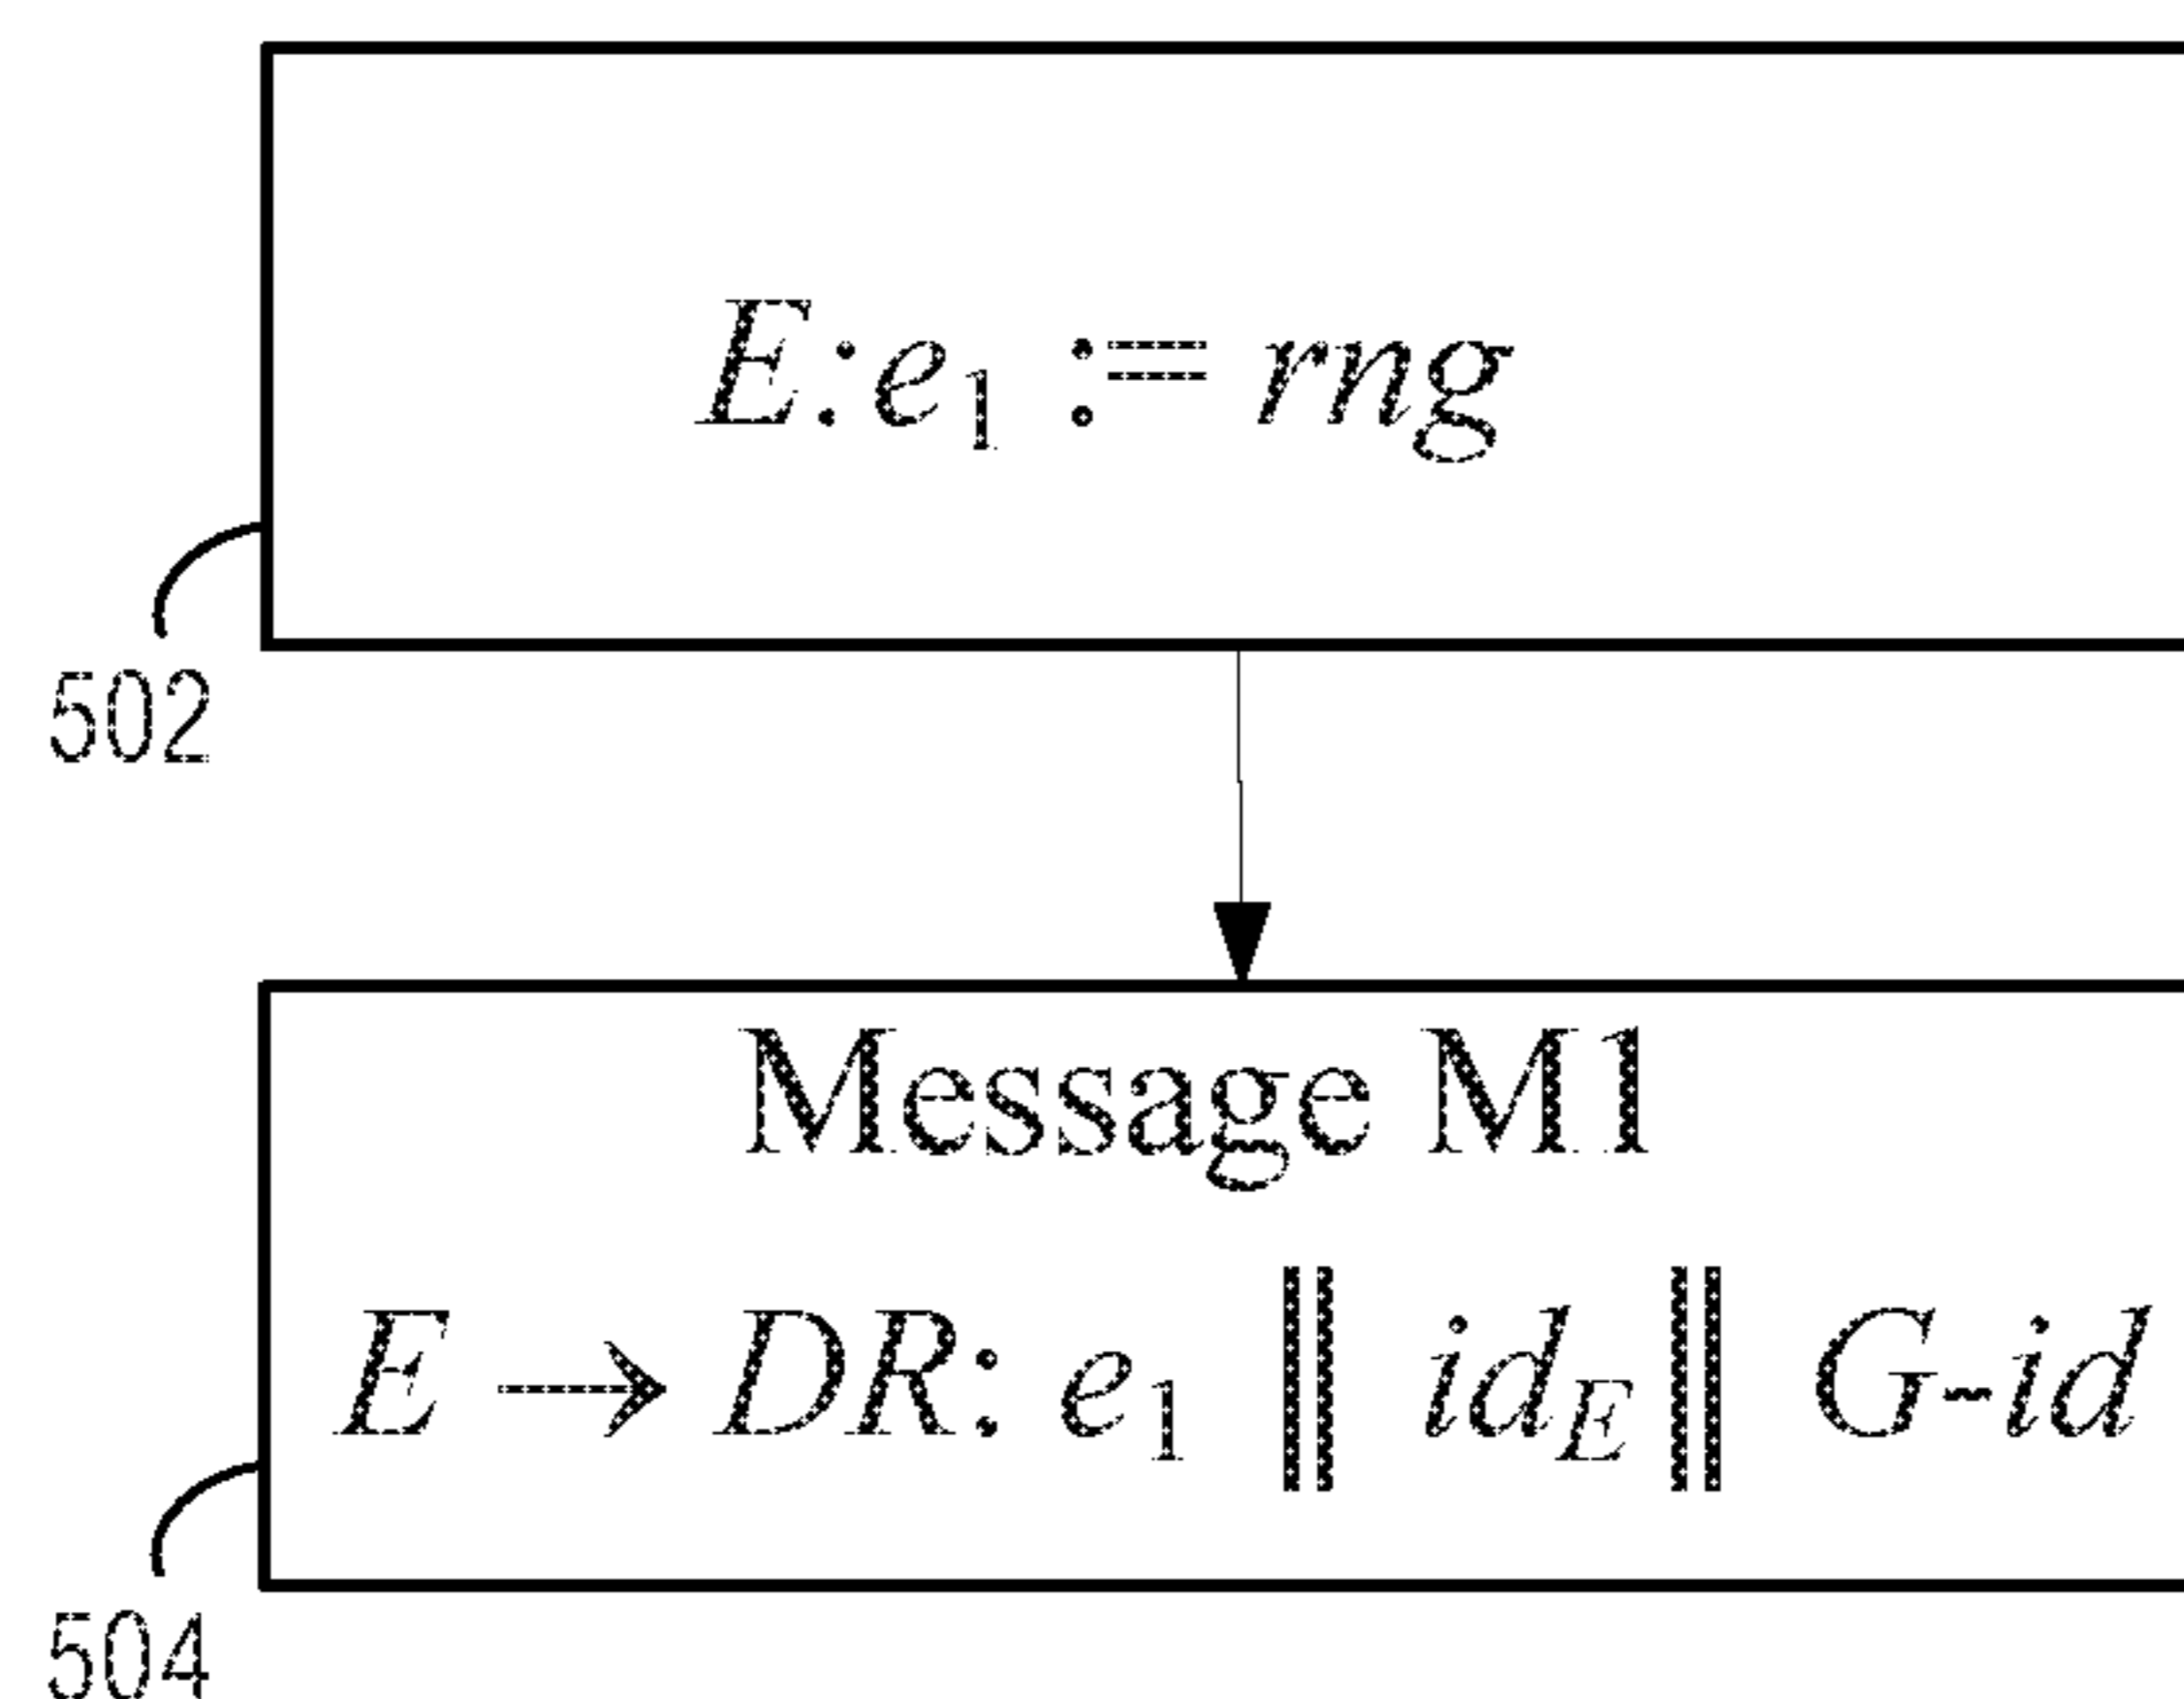 E: e₁ := rng
502
Message M1
E → DR: e₁ ‖ id_E ‖ G-id
504